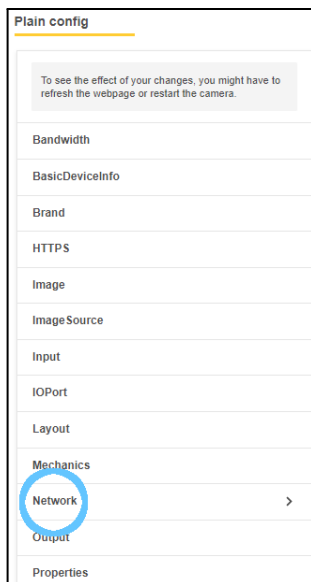 Plain config
To see the effect of your changes, you might have to
refresh the webpage or restart the camera.
Bandwidth
BasicDeviceInfo
Brand
HTTPS
Image
ImageSource
Input
IOPort
Layout
Mechanics
Network
Output
Properties